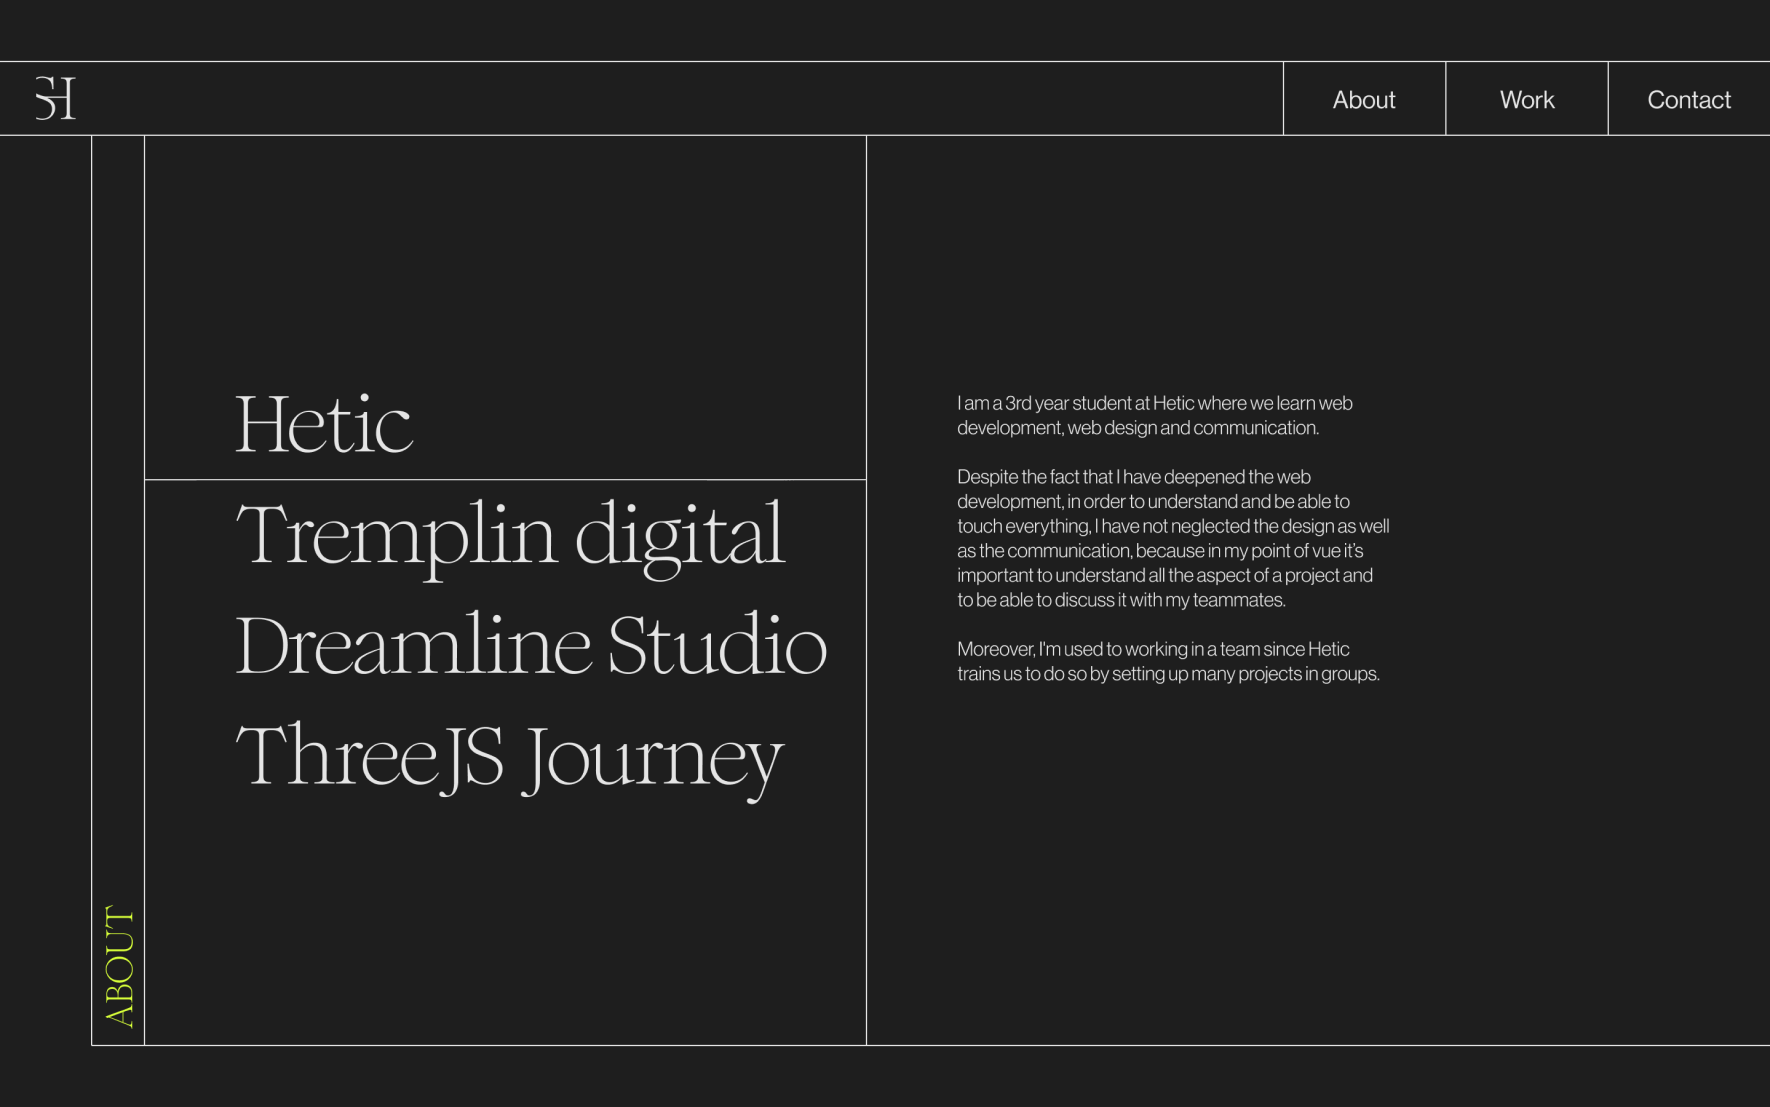 SH
About
Work
Contact
Hetic
Tremplin digital
Dreamline Studio
ThreeJS Journey
I am a 3rd year student at Hetic where we learn web
development, web design and communication.
Despite the fact that I have deepened the web
development, in order to understand and be able to
touch everything, I have not neglected the design as well
as the communication, because in my point of vue it's
important to understand all the aspect of a project and
to be able to discuss it with my teammates.
Moreover, I'm used to working in a team since Hetic
trains us to do so by setting up many projects in groups.
ABOUT